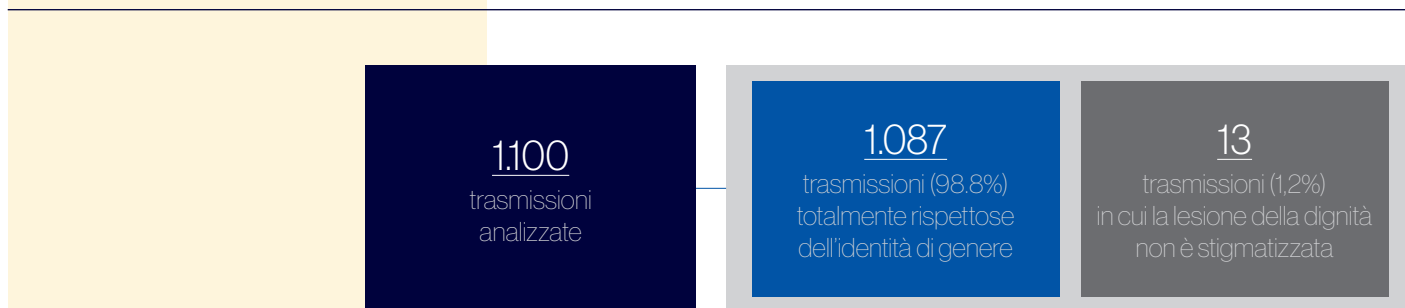 1.100
trasmissioni
analizzate
1.087
trasmissioni (98.8%)
totalmente rispettose
dell'identità di genere
13
trasmissioni (1,2%)
in cui la lesione della dignità
non è stigmatizzata